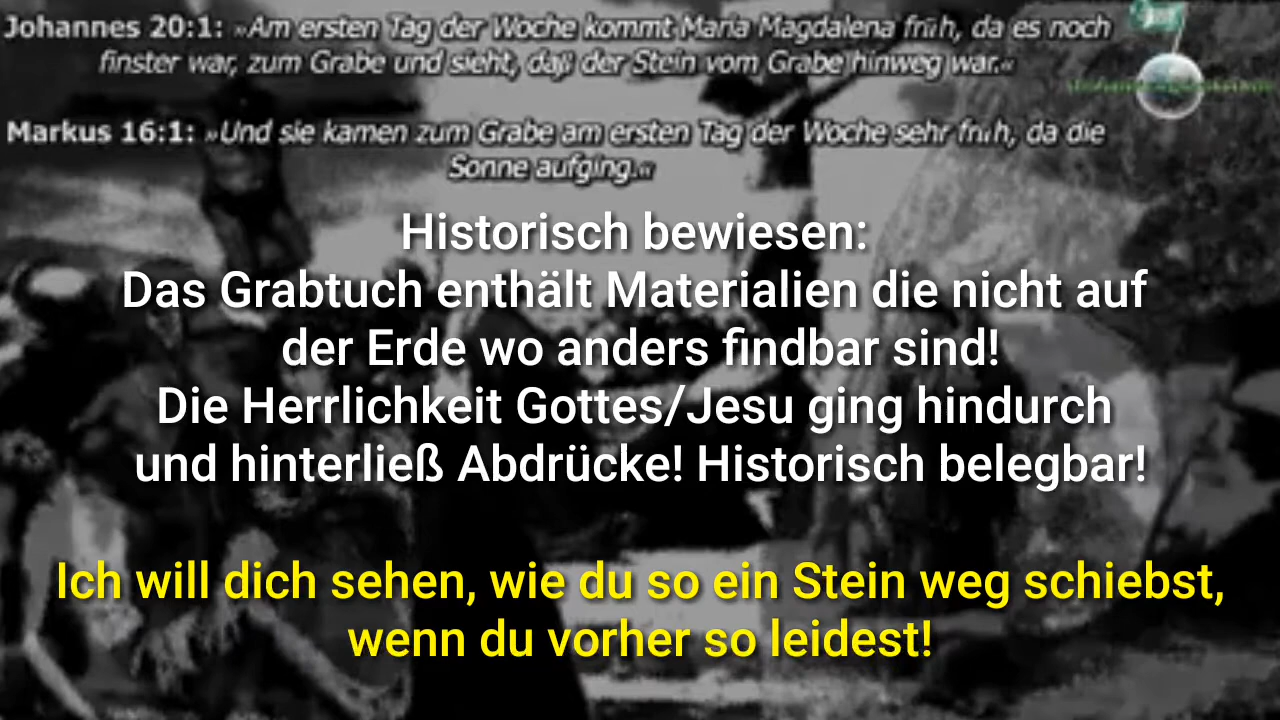 Johannes 20:1: »Am ersten Tag der Woche kommt Maria Magdalena früh, da es noch
finster war, zum Grabe und sieht, daß der Stein vom Grabe hinweg war.«
Markus 16:1: »Und sie kamen zum Grabe am ersten Tag der Woche sehr früh, da die
Sonne aufging.«
Historisch bewiesen:
Das Grabtuch enthält Materialien die nicht auf
der Erde wo anders findbar sind!
Die Herrlichkeit Gottes/Jesu ging hindurch
und hinterließ Abdrücke! Historisch belegbar!
Ich will dich sehen, wie du so ein Stein weg schiebst,
wenn du vorher so leidest!